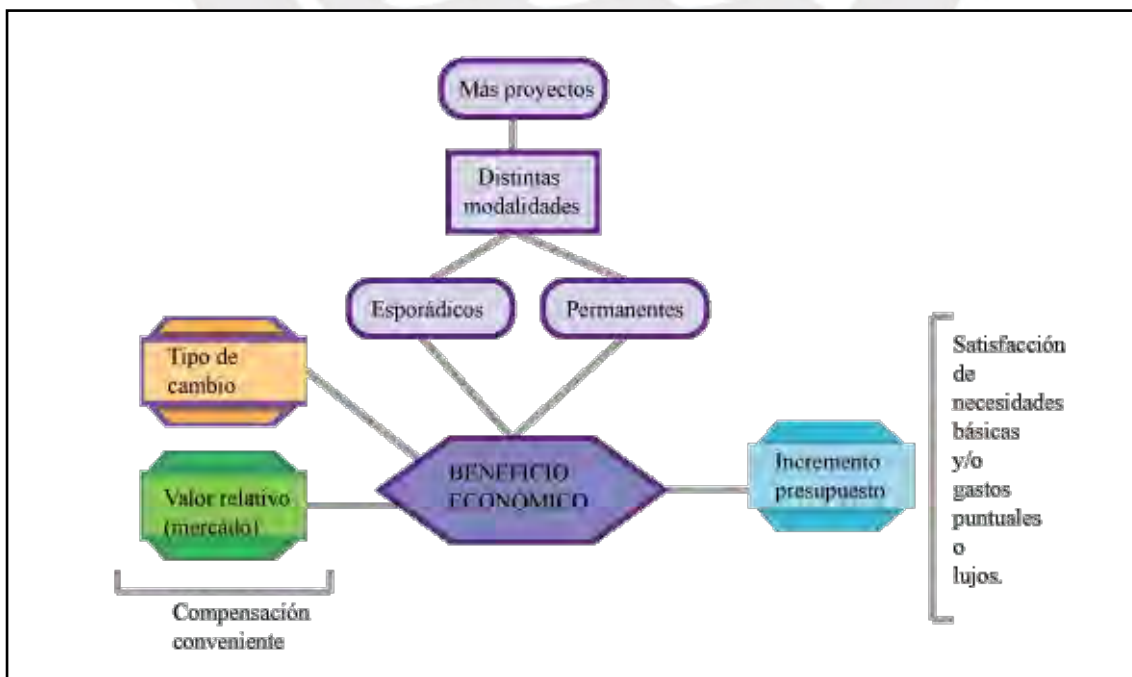 Más proyectos
Distintas
modalidades
Esporádicos
Permanentes
Tipo de
cambio
Valor relativo
(mercado)
Compensación
conveniente
BENEFICIO
ECONÓMICO
Incremento
presupuesto
Satisfacción
de
necesidades
básicas
y/o
gastos
puntuales
o
lujos.